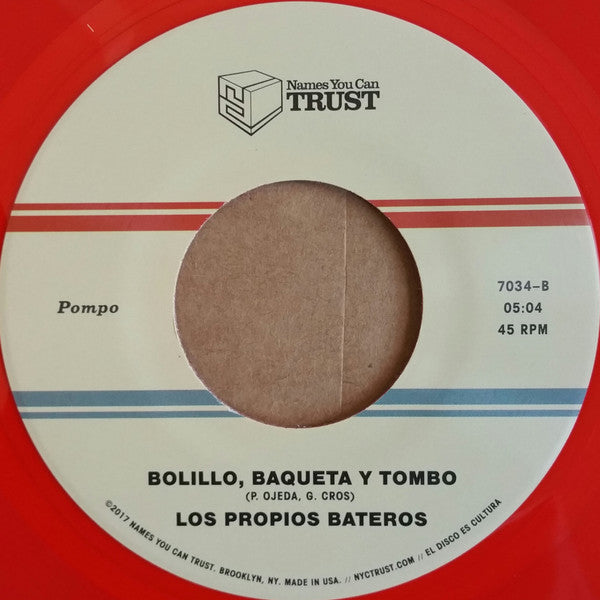 Names You Can
TRUST
Pompo
7034-B
05:04
45 RPM
BOLILLO, BAQUETA Y TOMBO
(P. OJEDA, G. CROS)
LOS PROPIOS BATEROS
©2017 NAMES YOU CAN TRUST. BROOKLYN, NY. MADE IN USA. // NYCTRUST.COM // EL DISCO ES CULTURA